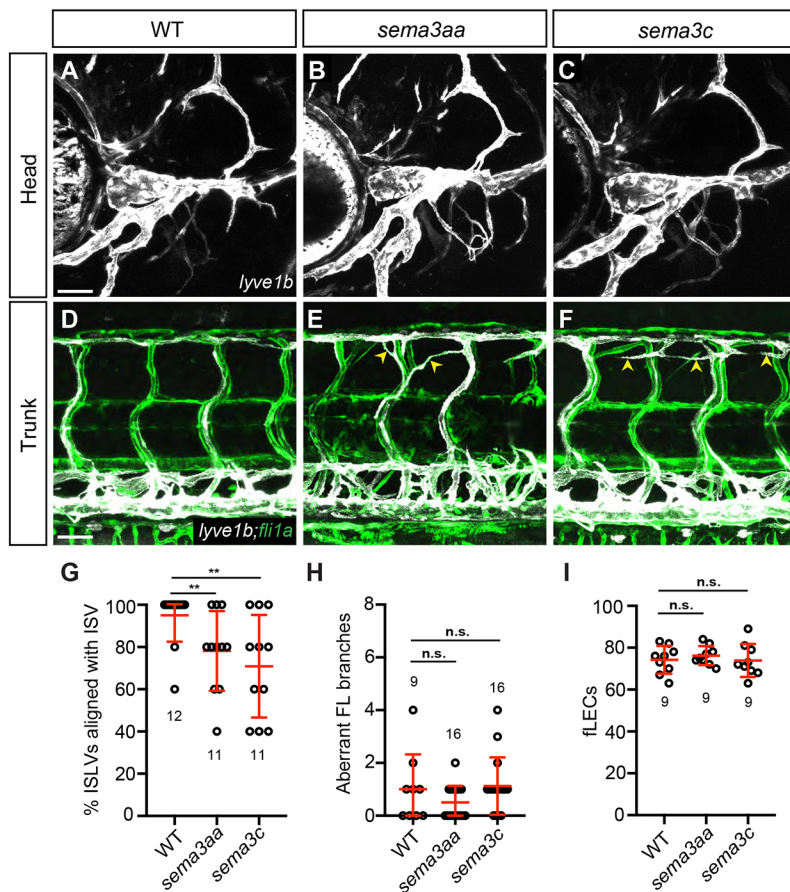 WT
sema3aa
sema3c
Head
A
B
C
lyve1b
Trunk
D
E
F
lyve1b;fli1a
G
% ISLVs aligned with ISV
100
80
60
40
20
0
**
**
12
11
11
WT
sema3aa
sema3c
H
Aberrant FL branches
8
6
4
2
0
n.s.
n.s.
9
16
16
WT
sema3aa
sema3c
I
fLECs
100
80
60
40
20
0
n.s.
n.s.
9
9
9
WT
sema3aa
sema3c